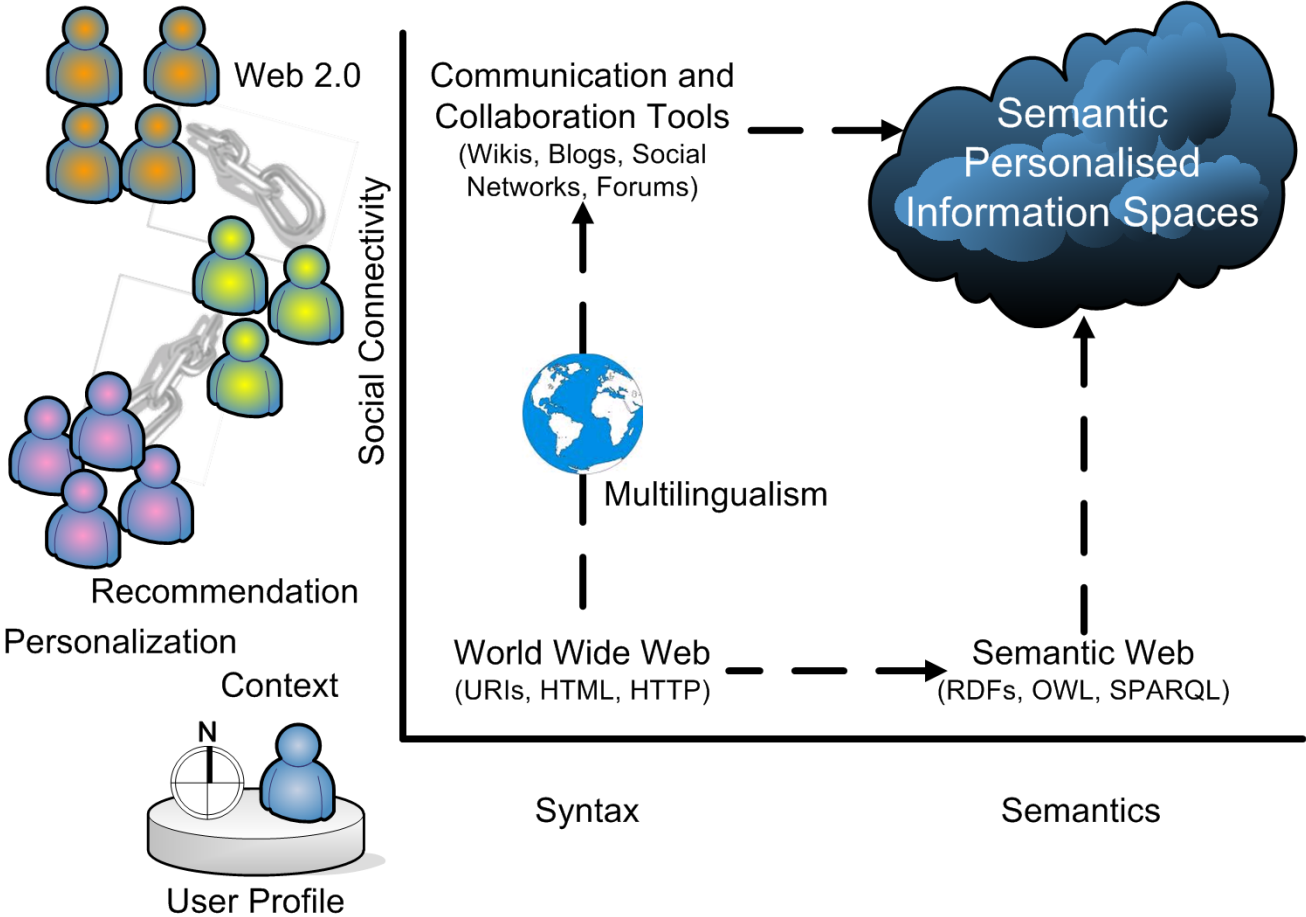 Web 2.0
Communication and
Collaboration Tools
(Wikis, Blogs, Social
Networks, Forums)
Semantic
Personalised
Information Spaces
Social Connectivity
Multilingualism
Recommendation
Personalization
Context
World Wide Web
(URIs, HTML, HTTP)
Semantic Web
(RDFs, OWL, SPARQL)
N
Syntax
Semantics
User Profile